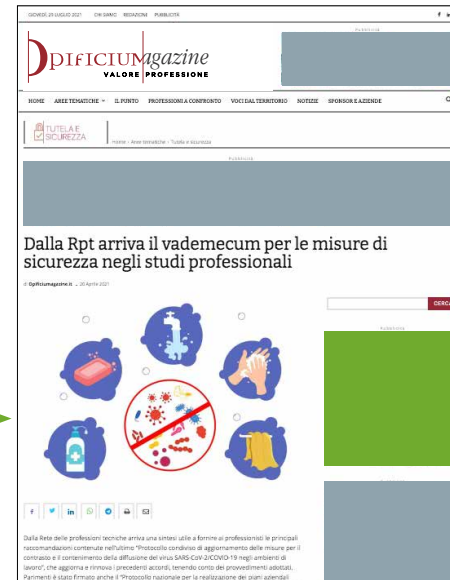 GIOVEDÌ, 29 LUGLIO 2021 CHI SIAMO REDAZIONE PUBBLICITÀ
Pubblicità
OPIFICIUMagazine
VALORE PROFESSIONE
HOME AREE TEMATICHE IL PUNTO PROFESSIONI A CONFRONTO VOCI DAL TERRITORIO NOTIZIE SPONSOR E AZIENDE
TUTELA E
SICUREZZA
Home › Aree tematiche › Tutela e sicurezza
Pubblicità
Dalla Rpt arriva il vademecum per le misure di
sicurezza negli studi professionali
di Opificiumagazine.it - 20 Aprile 2021
CERCA
Pubblicità
Dalla Rete delle professioni tecniche arriva una sintesi utile a fornire ai professionisti le principali
raccomandazioni contenute nell'ultimo "Protocollo condiviso di aggiornamento delle misure per il
contrasto e il contenimento della diffusione del virus SARS-CoV-2/COVID-19 negli ambienti di
lavoro", che aggiorna e rinnova i precedenti accordi, tenendo conto dei provvedimenti adottati.
Parimenti è stato firmato anche il "Protocollo nazionale per la realizzazione dei piani aziendali